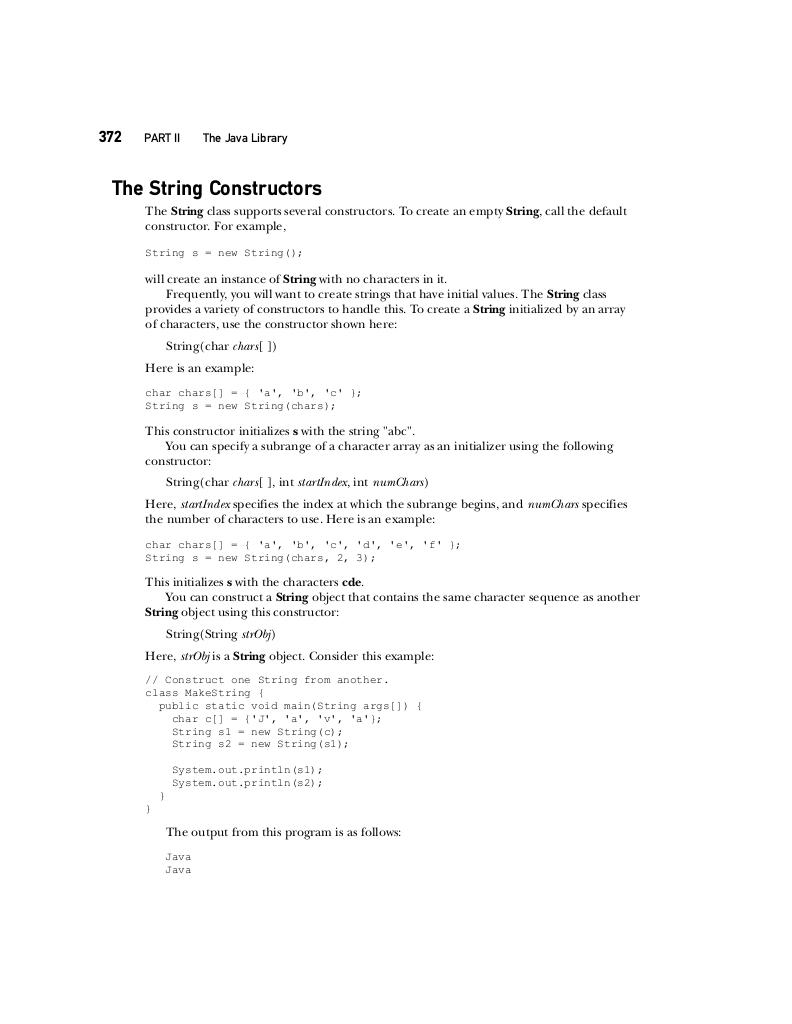 372 PART II The Java Library
The String Constructors
The String class supports several constructors. To create an empty String, call the default
constructor. For example,
String s = new String();
will create an instance of String with no characters in it.
Frequently, you will want to create strings that have initial values. The String class
provides a variety of constructors to handle this. To create a String initialized by an array
of characters, use the constructor shown here:
String(char chars[ ])
Here is an example:
char chars[] = { 'a', 'b', 'c' };
String s = new String(chars);
This constructor initializes s with the string "abc".
You can specify a subrange of a character array as an initializer using the following
constructor:
String(char chars[ ], int startIndex, int numChars)
Here, startIndex specifies the index at which the subrange begins, and numChars specifies
the number of characters to use. Here is an example:
char chars[] = { 'a', 'b', 'c', 'd', 'e', 'f' };
String s = new String(chars, 2, 3);
This initializes s with the characters cde.
You can construct a String object that contains the same character sequence as another
String object using this constructor:
String(String strObj)
Here, strObj is a String object. Consider this example:
// Construct one String from another.
class MakeString {
  public static void main(String args[]) {
    char c[] = {'J', 'a', 'v', 'a'};
    String s1 = new String(c);
    String s2 = new String(s1);
    System.out.println(s1);
    System.out.println(s2);
  }
}
The output from this program is as follows:
Java
Java